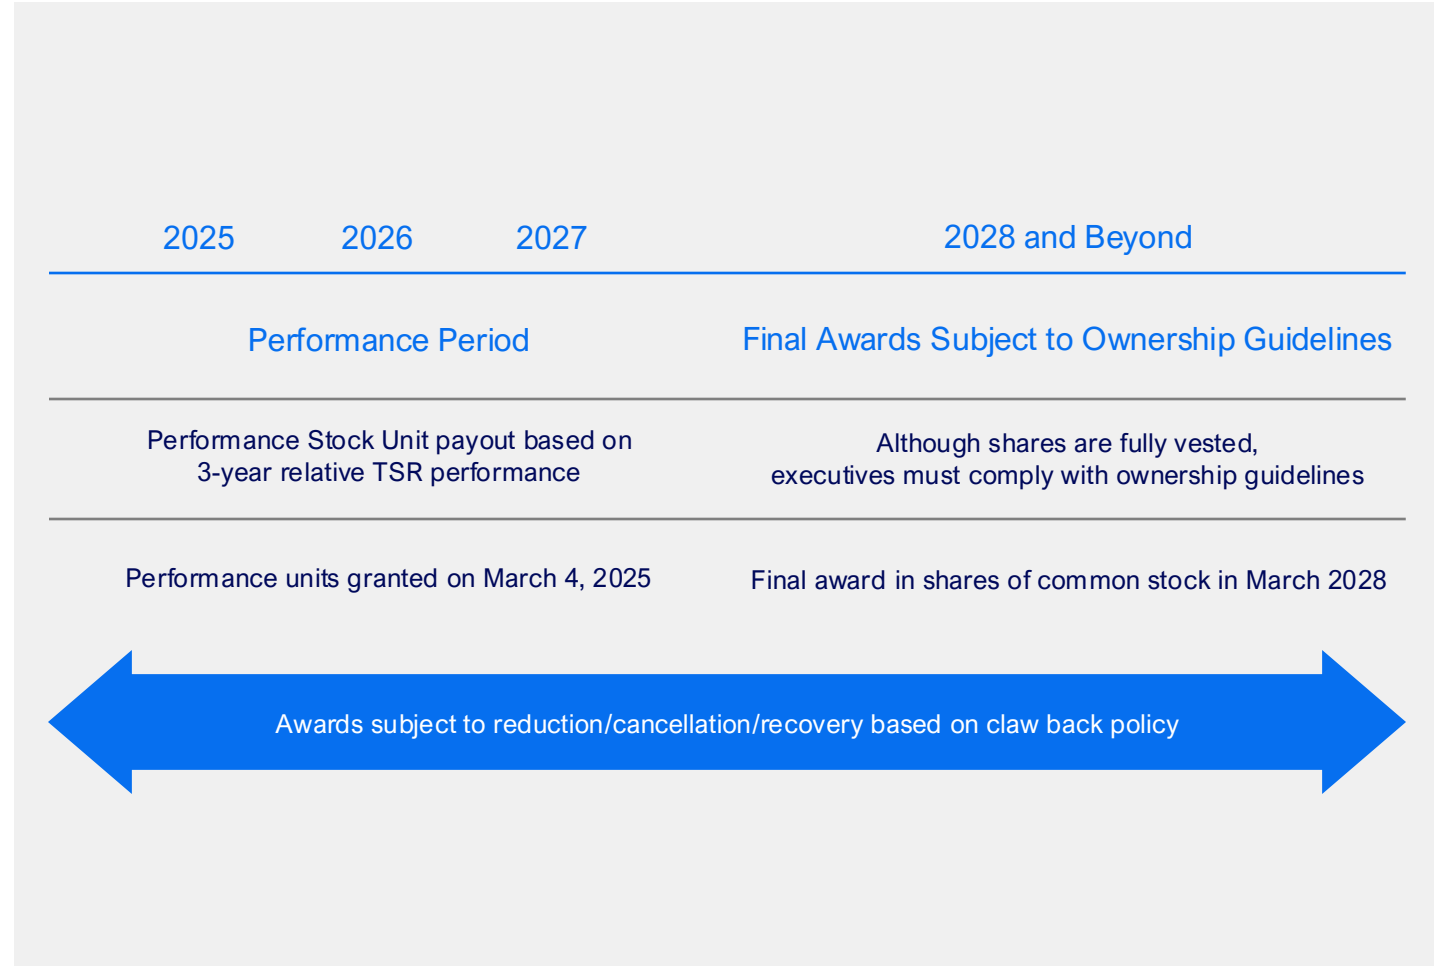 2025 2026 2027 2028 and Beyond
Performance Period Final Awards Subject to Ownership Guidelines
Performance Stock Unit payout based on
3-year relative TSR performance
Although shares are fully vested,
executives must comply with ownership guidelines
Performance units granted on March 4, 2025
Final award in shares of common stock in March 2028
Awards subject to reduction/cancellation/recovery based on claw back policy